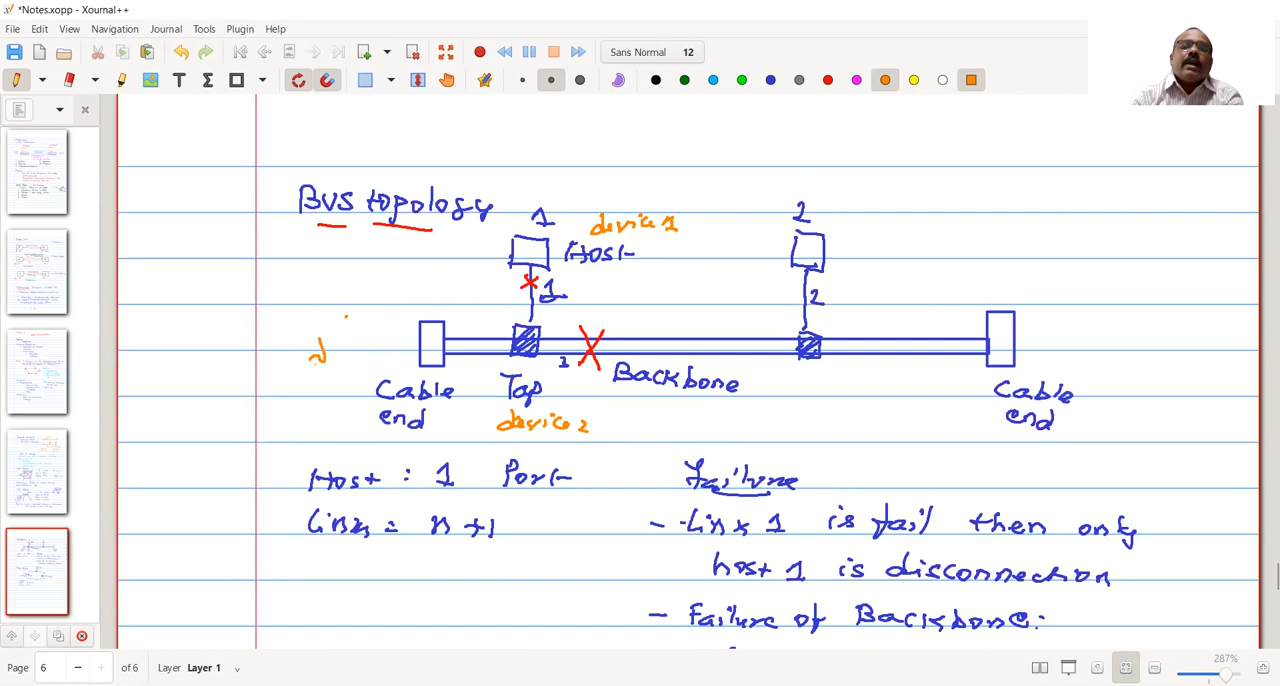 *Notes.xopp - Xournal++
File Edit View Navigation Journal Tools Plugin Help
Sans Normal 12
Bus topology
1
device 1
2
Host
1
2
3
Backbone
Cable end
Tap
Cable end
device 2
Host : 1 Port
Links = n+1
Failure
- Link 1 is fail then only
host 1 is disconnection
- Failure of Backbone:
Page 6 of 6 Layer Layer 1
287%